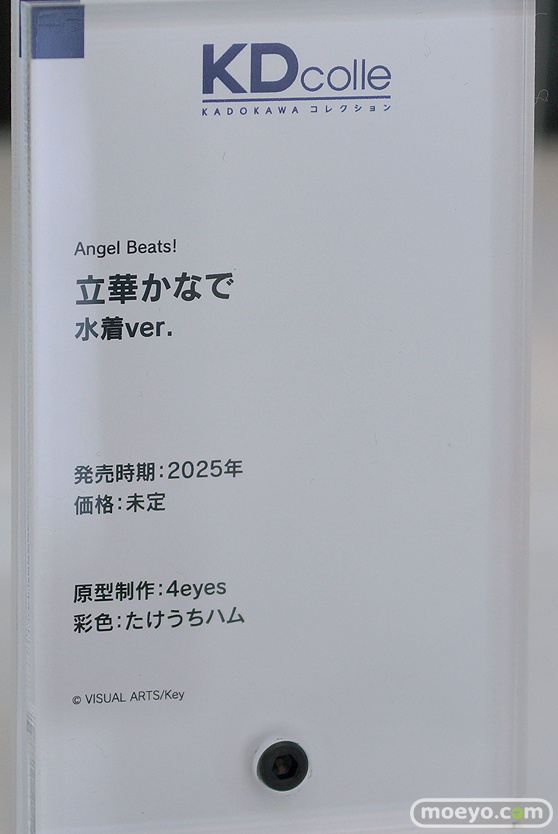 KDcolle
KADOKAWA コレクション
Angel Beats!
立華かなで
水着ver.
発売時期:2025年
価格:未定
原型制作:4eyes
彩色:たけうちハム
© VISUAL ARTS/Key
moeyo.com